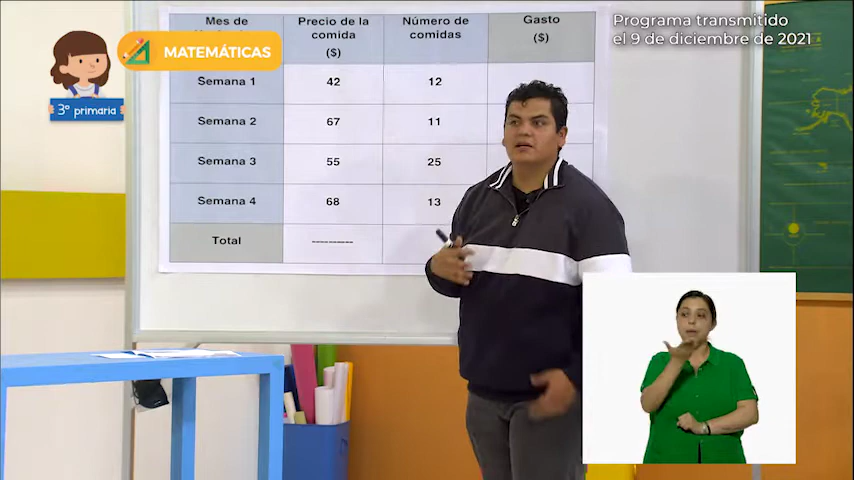 Programa transmitido
el 9 de diciembre de 2021
MATEMÁTICAS
3° primaria
Mes de
Precio de la
comida
($)
Número de
comidas
Gasto
($)
Semana 1 42 12
Semana 2 67 11
Semana 3 55 25
Semana 4 68 13
Total ----------